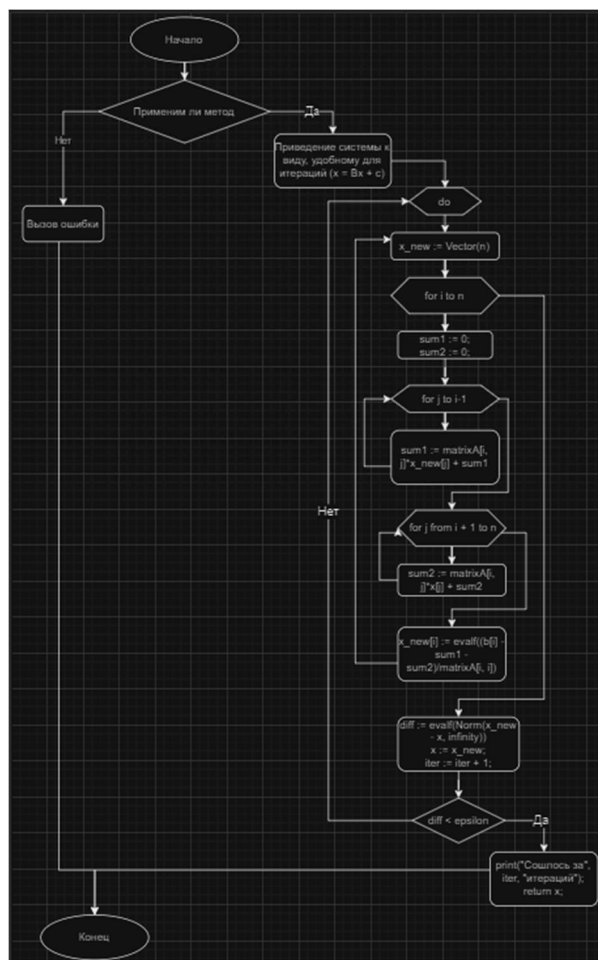 Начало
Применим ли метод
Да
Нет
Приведение системы к
виду, удобному для
итераций (x = Bx + c)
do
Вызов ошибки
x_new := Vector(n)
for i to n
sum1 := 0;
sum2 := 0;
for j to i-1
sum1 := matrixA[i,
j]*x_new[j] + sum1
Нет
for j from i + 1 to n
sum2 := matrixA[i,
j]*x[j] + sum2
x_new[i] := evalf((b[i] -
sum1 -
sum2)/matrixA[i, i])
diff := evalf(Norm(x_new
- x, infinity))
x := x_new;
iter := iter + 1;
diff < epsilon
Да
print("Сошлось за",
iter, "итераций");
return x;
Конец